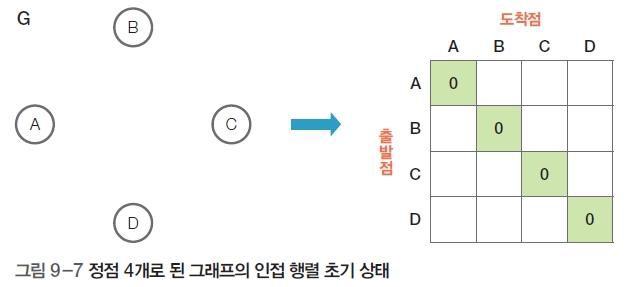 G
B
A
C
D
도착점
A B C D
출발점
A 0
B 0
C 0
D 0
그림 9-7 정점 4개로 된 그래프의 인접 행렬 초기 상태